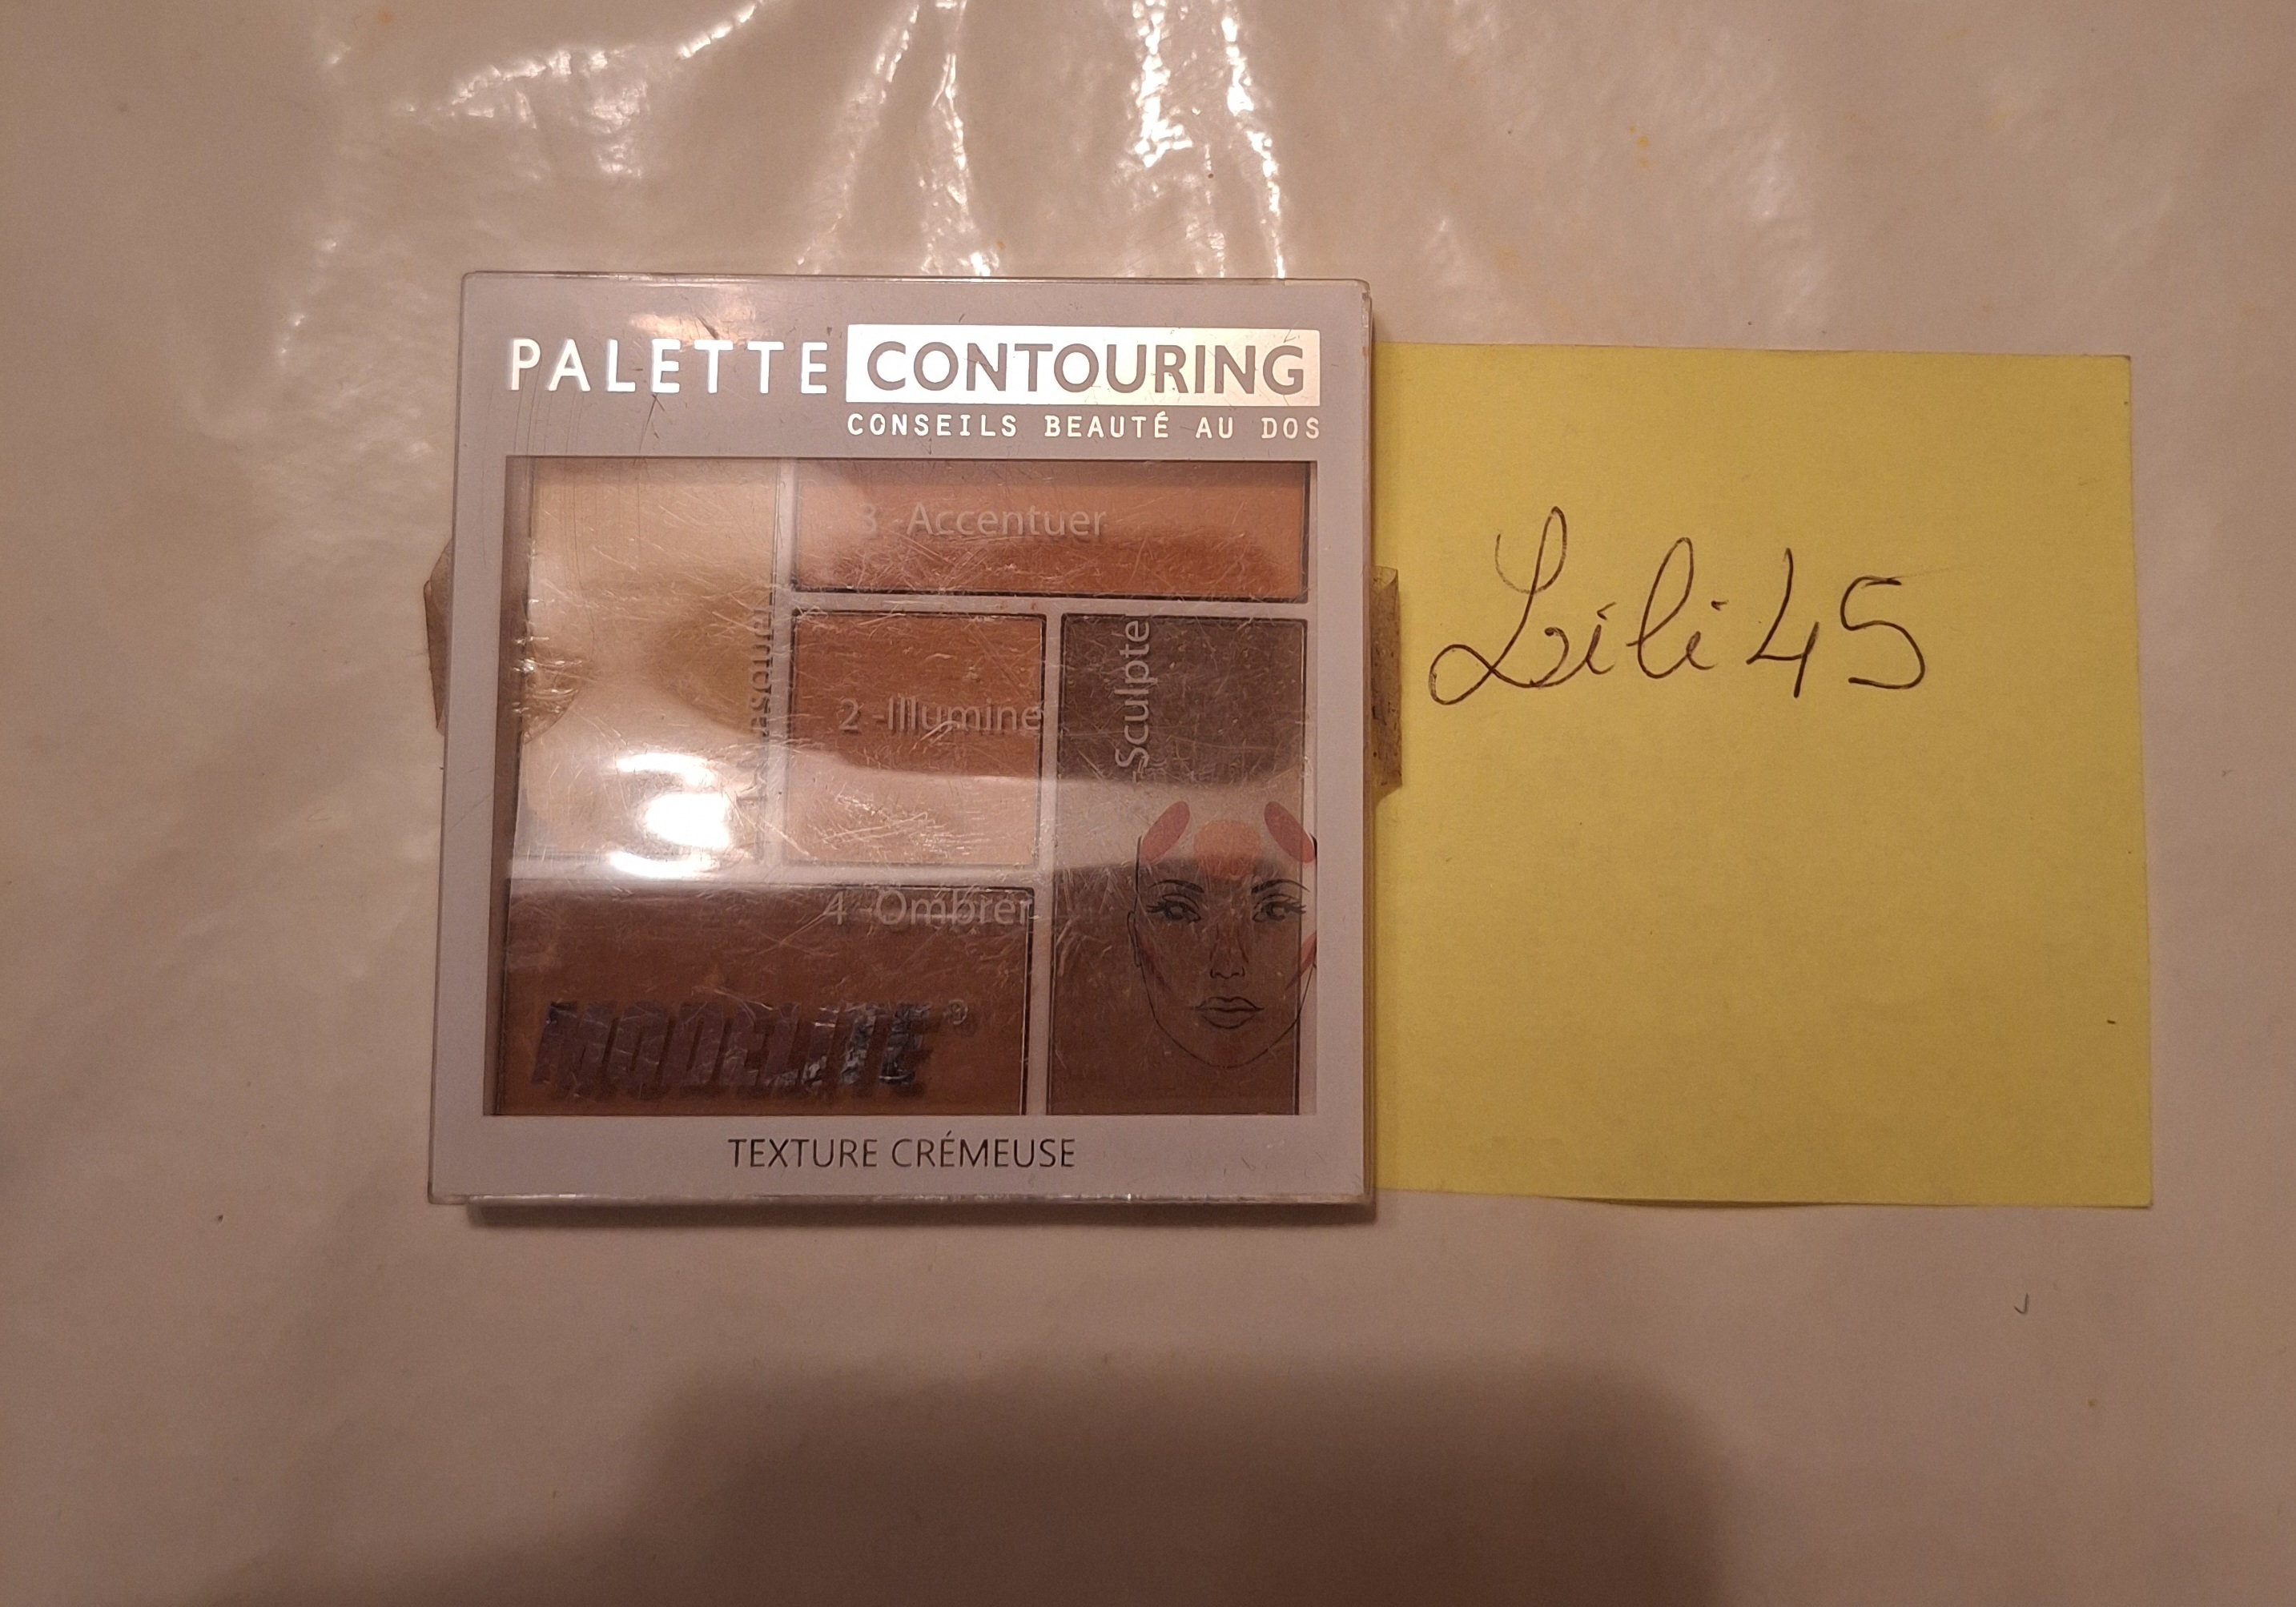 PALETTE CONTOURING
CONSEILS BEAUTÉ AU DOS
3 -Accentuer
2 -Illumine
-Sculpte
4 -Ombrer
MODELITE®
TEXTURE CRÉMEUSE
Lili 45